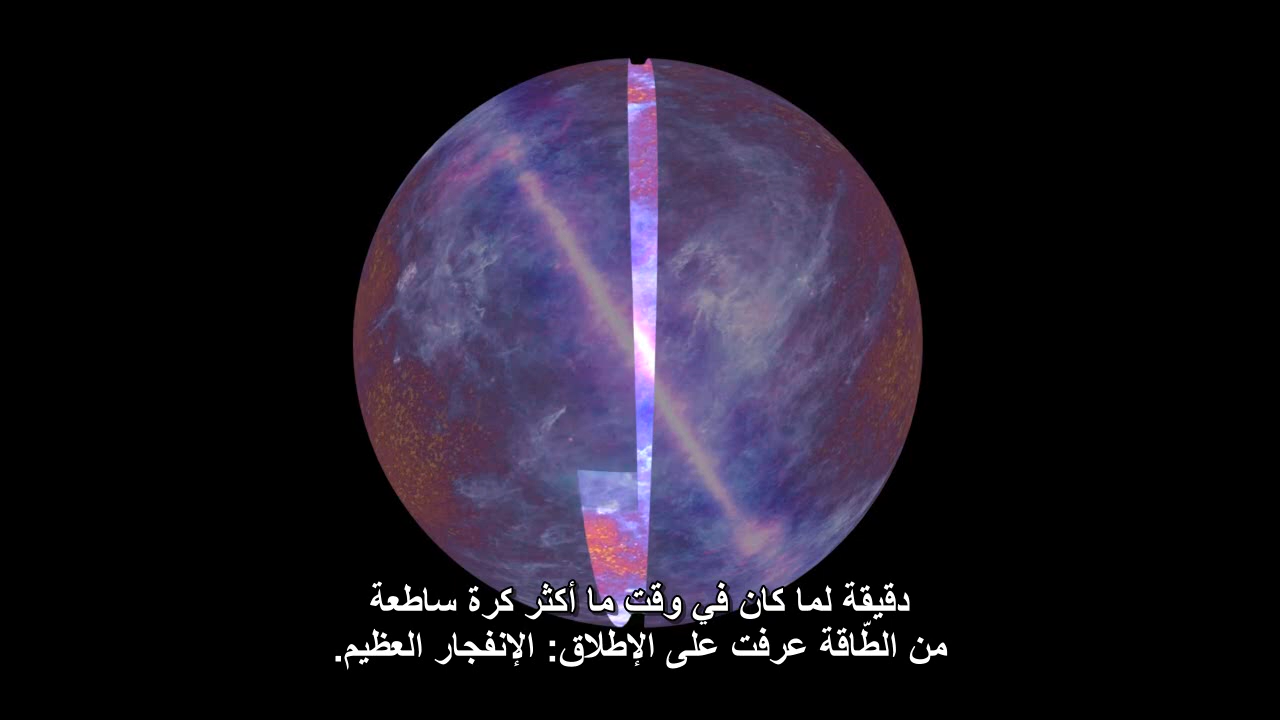 دقيقة لما كان في وقت ما أكثر كرة ساطعة
من الطّاقة عرفت على الإطلاق: الإنفجار العظيم.